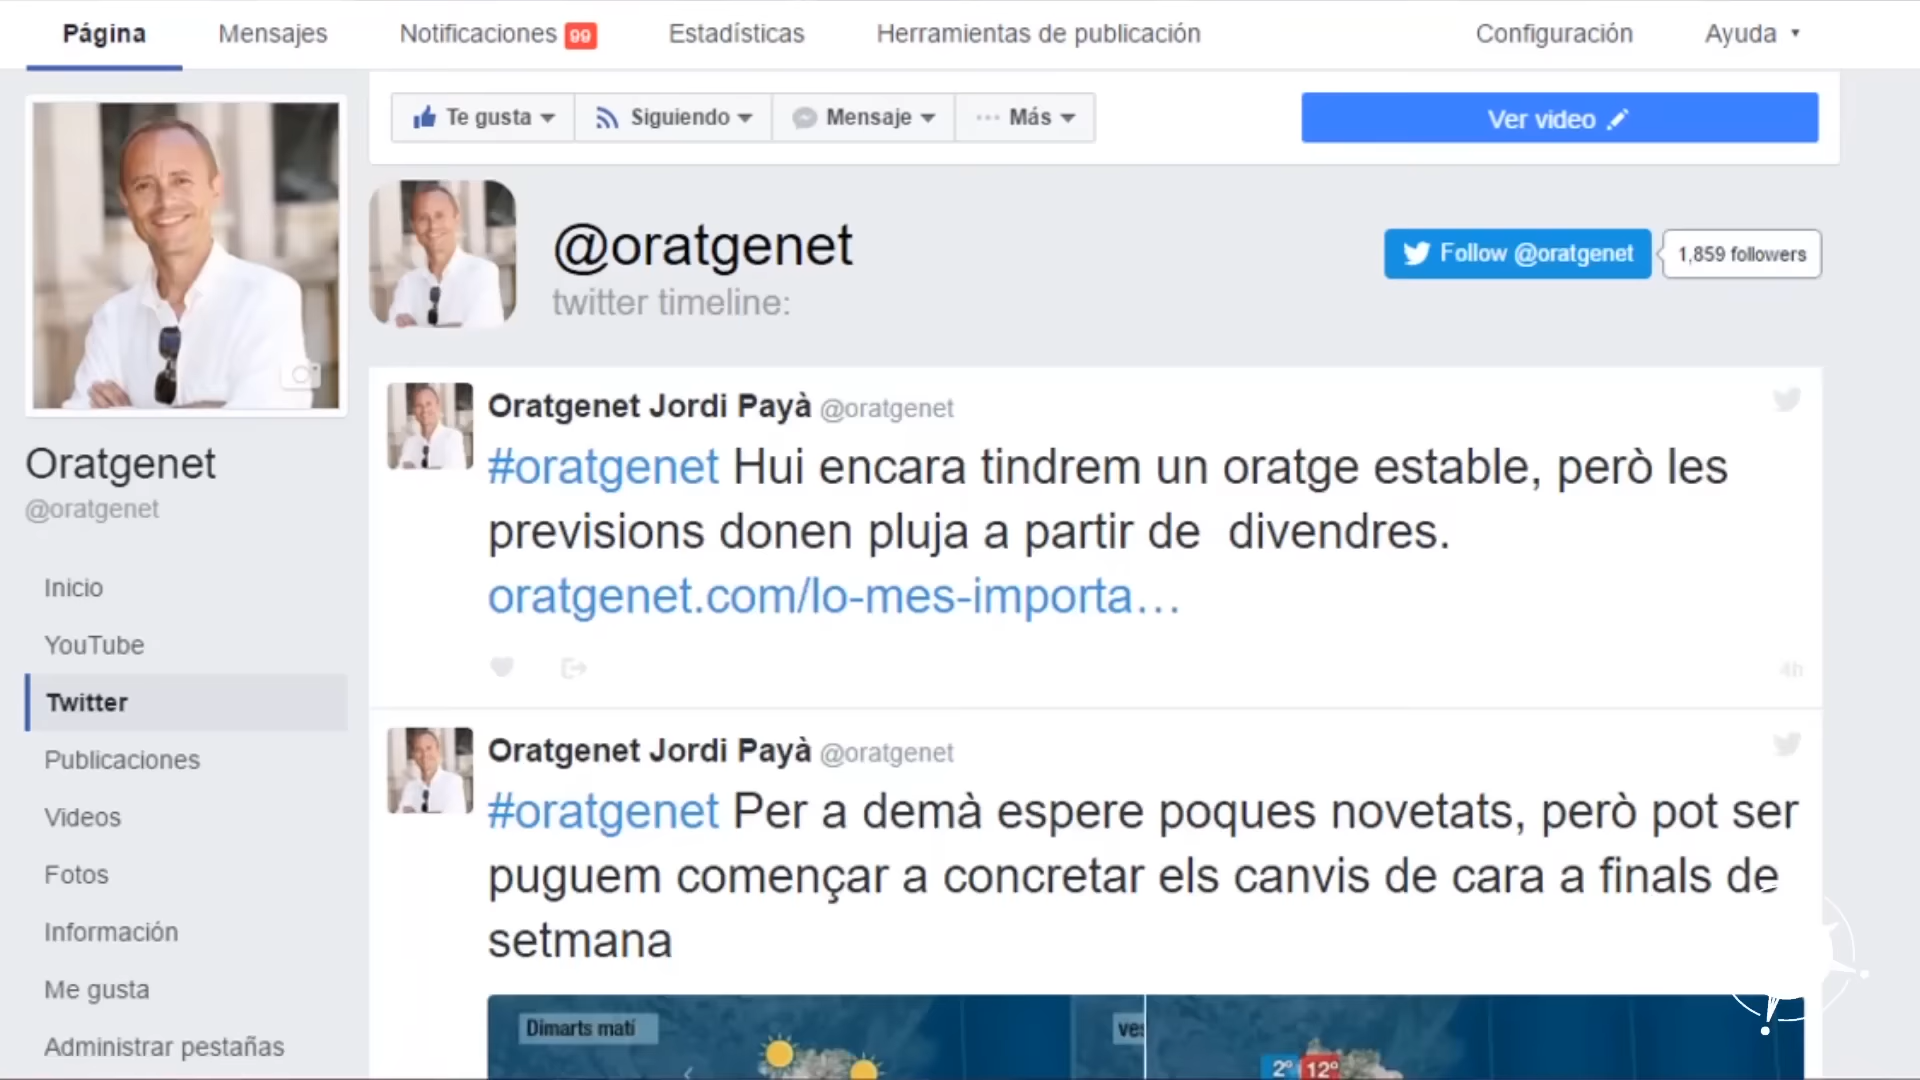 Página Mensajes Notificaciones 99 Estadísticas Herramientas de publicación Configuración Ayuda
Te gusta Siguiendo Mensaje Más Ver video
@oratgenet
twitter timeline:
Follow @oratgenet 1,859 followers
Oratgenet
@oratgenet
Inicio
YouTube
Twitter
Publicaciones
Videos
Fotos
Información
Me gusta
Administrar pestañas
Oratgenet Jordi Payà @oratgenet
#oratgenet Hui encara tindrem un oratge estable, però les
previsions donen pluja a partir de divendres.
oratgenet.com/lo-mes-importa…
4h
Oratgenet Jordi Payà @oratgenet
#oratgenet Per a demà espere poques novetats, però pot ser
puguem començar a concretar els canvis de cara a finals de
setmana
Dimarts matí
2º 12º